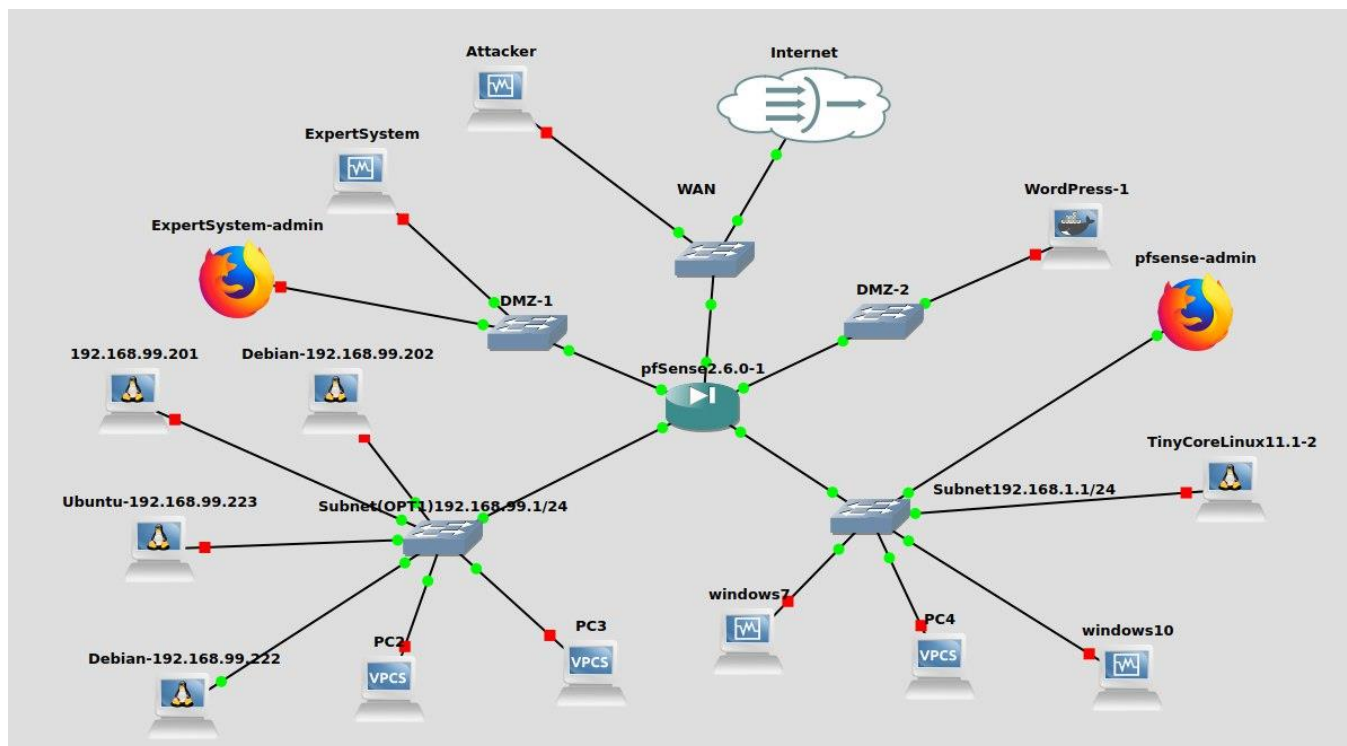 Attacker
Internet
ExpertSystem
WAN
WordPress-1
ExpertSystem-admin
pfsense-admin
DMZ-1
DMZ-2
192.168.99.201
Debian-192.168.99.202
pfSense2.6.0-1
TinyCoreLinux11.1-2
Subnet192.168.1.1/24
Ubuntu-192.168.99.223
Subnet(OPT1)192.168.99.1/24
windows7
PC4
PC3
PC2
windows10
Debian-192.168.99.222
VPCS
VPCS
VPCS